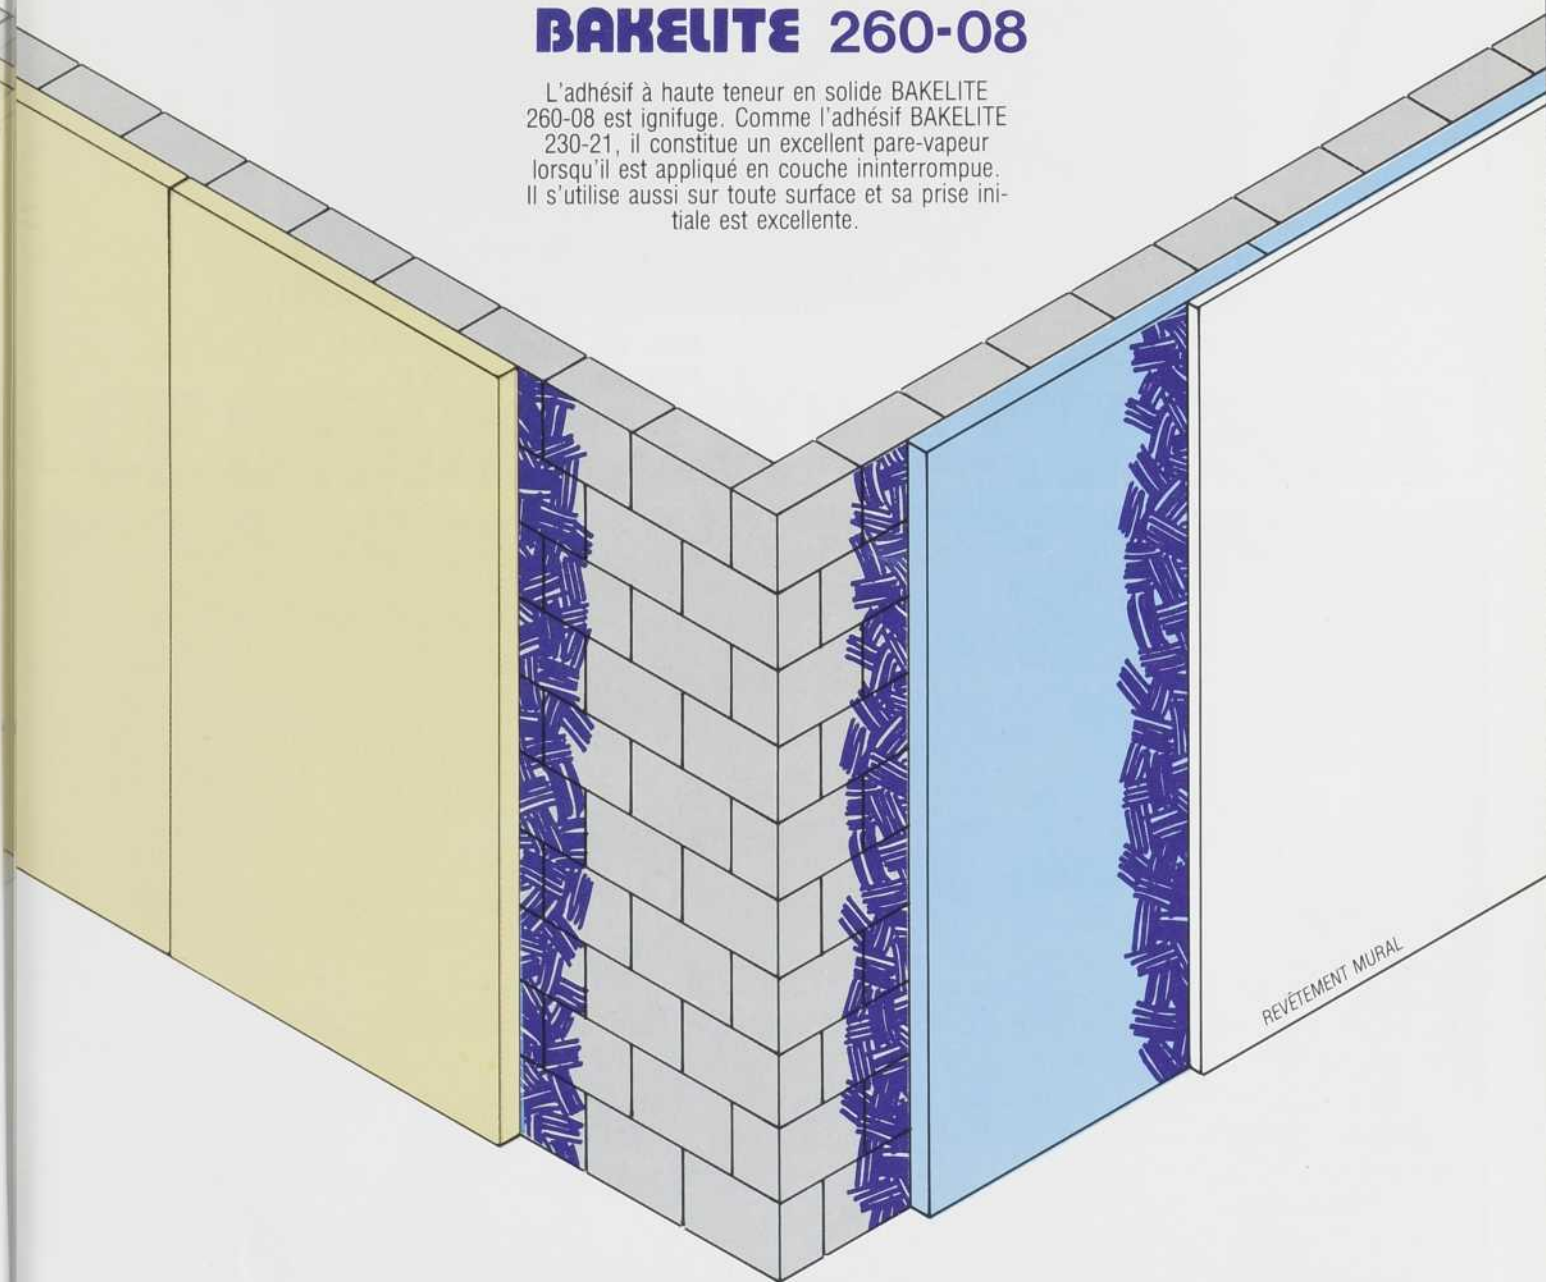 BAKELITE 260-08
L'adhésif à haute teneur en solide BAKELITE
260-08 est ignifuge. Comme l'adhésif BAKELITE
230-21, il constitue un excellent pare-vapeur
lorsqu'il est appliqué en couche ininterrompue.
Il s'utilise aussi sur toute surface et sa prise ini-
tiale est excellente.
REVÊTEMENT MURAL